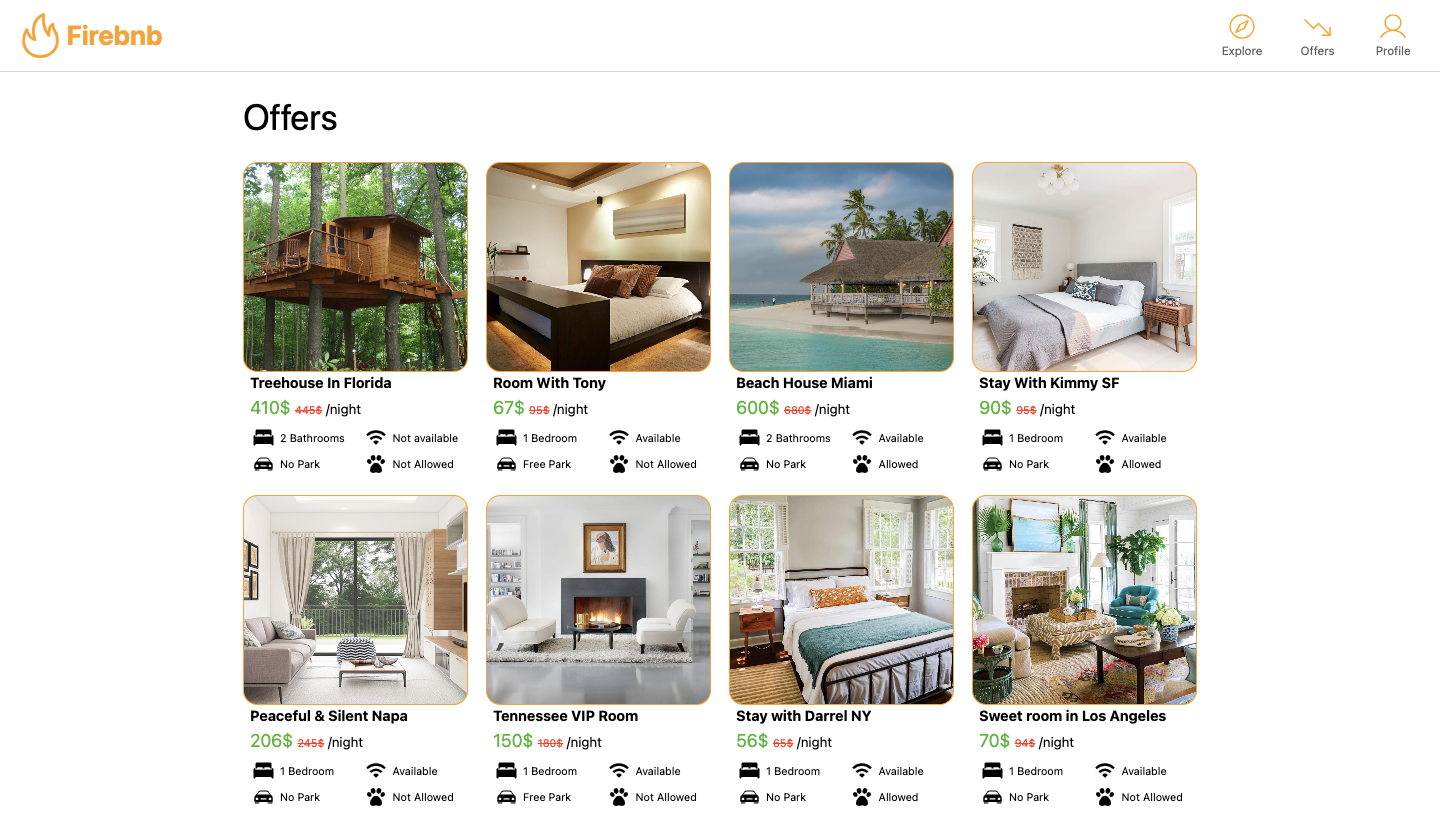 Firebnb
Explore
Offers
Profile
Offers
Treehouse In Florida
410$ 445$ /night
2 Bathrooms Not available
No Park Not Allowed
Room With Tony
67$ 95$ /night
1 Bedroom Available
Free Park Not Allowed
Beach House Miami
600$ 680$ /night
2 Bathrooms Available
No Park Allowed
Stay With Kimmy SF
90$ 95$ /night
1 Bedroom Available
No Park Allowed
Peaceful & Silent Napa
206$ 245$ /night
1 Bedroom Available
No Park Not Allowed
Tennessee VIP Room
150$ 180$ /night
1 Bedroom Available
Free Park Not Allowed
Stay with Darrel NY
56$ 65$ /night
1 Bedroom Available
No Park Allowed
Sweet room in Los Angeles
70$ 94$ /night
1 Bedroom Available
No Park Not Allowed